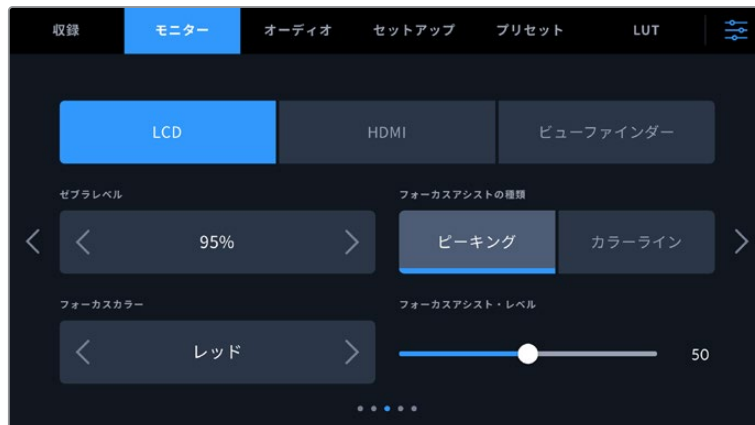 収録 モニター オーディオ セットアップ プリセット LUT
LCD HDMI ビューファインダー
ゼブラレベル フォーカスアシストの種類
95% ピーキング カラーライン
フォーカスカラー フォーカスアシスト・レベル
レッド 50